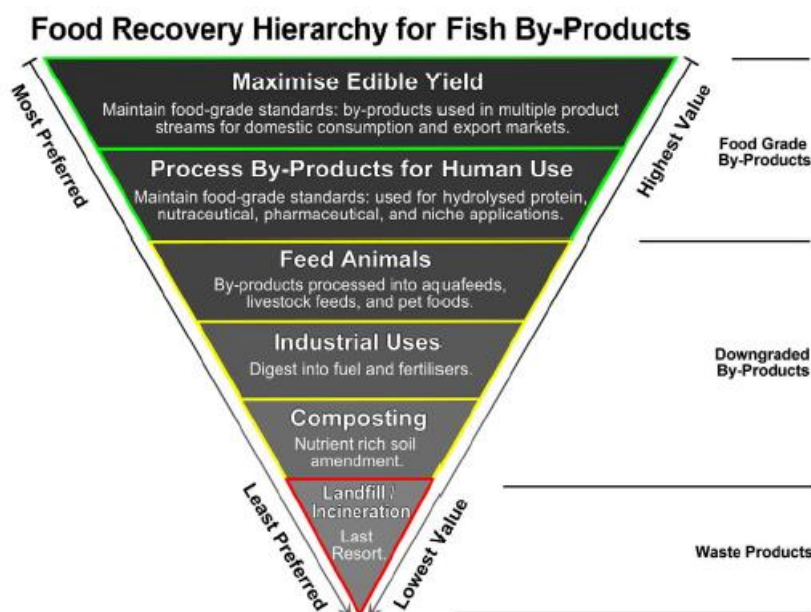 Food Recovery Hierarchy for Fish By-Products
Most Preferred
Highest Value
Maximise Edible Yield
Maintain food-grade standards: by-products used in multiple product
streams for domestic consumption and export markets.
Food Grade
By-Products
Process By-Products for Human Use
Maintain food-grade standards: used for hydrolysed protein,
nutraceutical, pharmaceutical, and niche applications.
Feed Animals
By-products processed into aquafeeds,
livestock feeds, and pet foods.
Industrial Uses
Digest into fuel and fertilisers.
Downgraded
By-Products
Composting
Nutrient rich soil
amendment.
Least Preferred
Lowest Value
Landfill /
Incineration
Last
Resort.
Waste Products